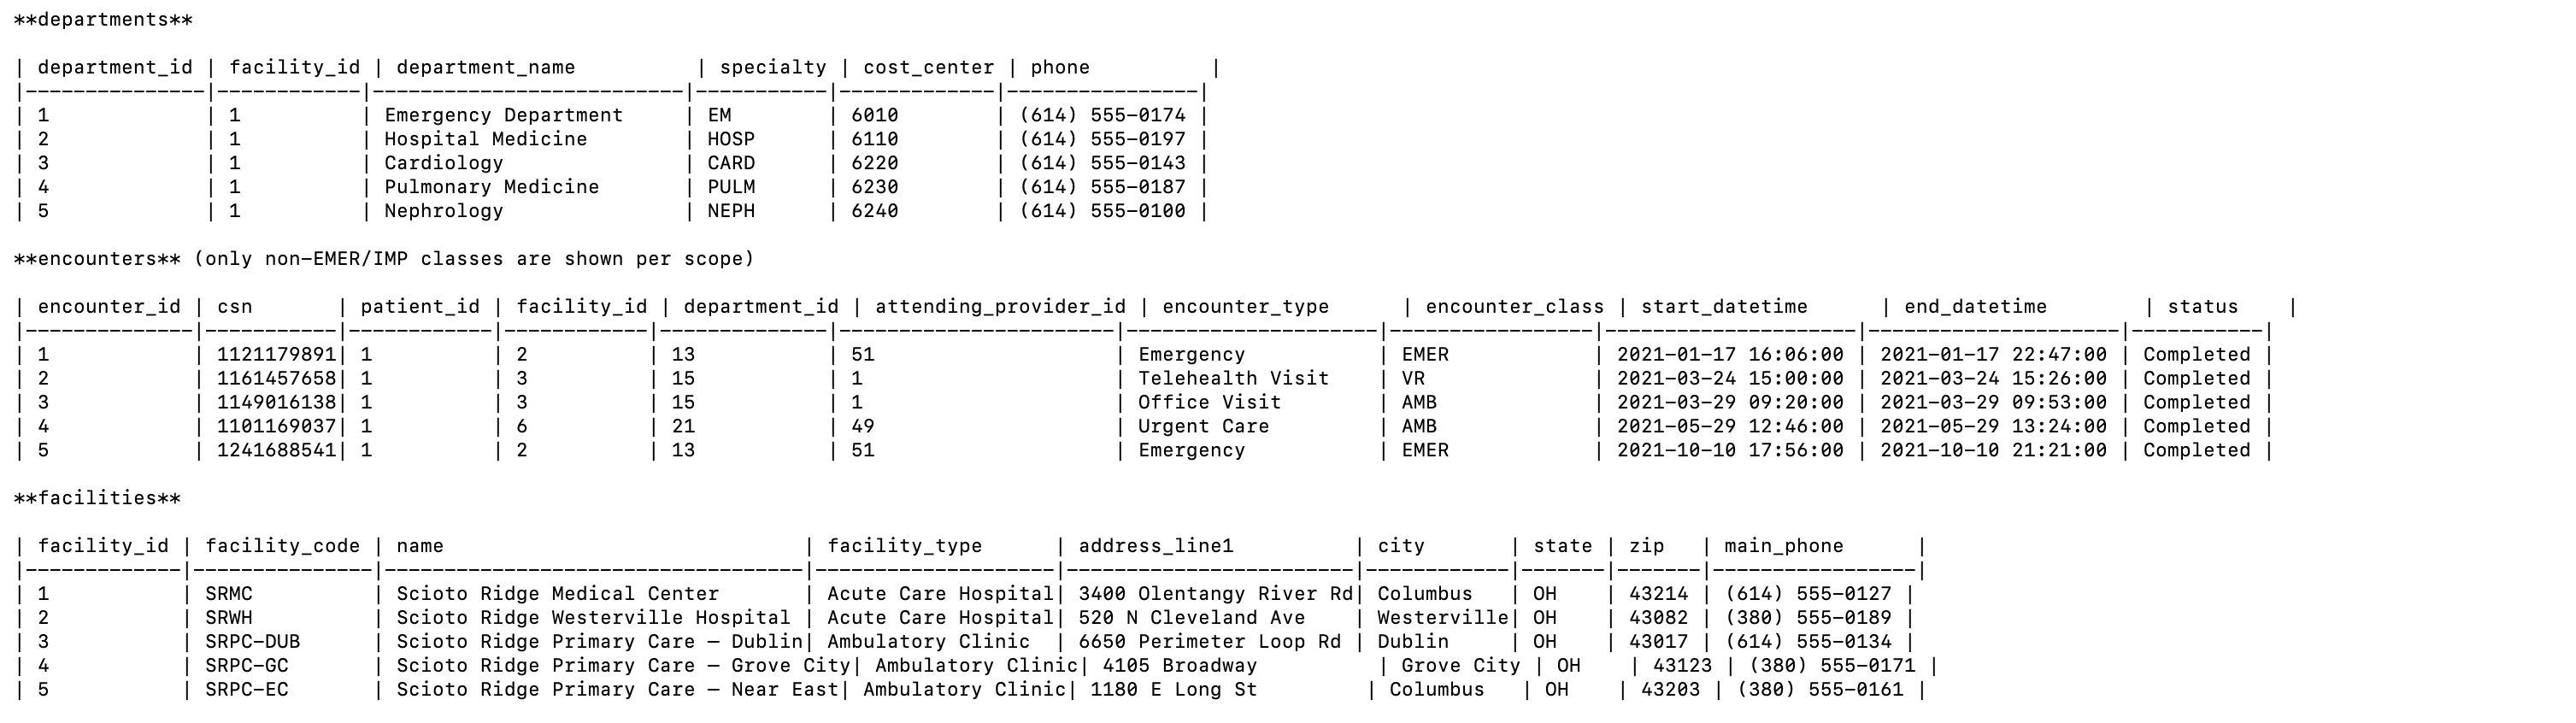 **departments**
| department_id | facility_id | department_name          | specialty | cost_center | phone          |
|---------------|------------|--------------------------|-----------|-------------|----------------|
| 1             | 1          | Emergency Department     | EM        | 6010        | (614) 555-0174 |
| 2             | 1          | Hospital Medicine        | HOSP      | 6110        | (614) 555-0197 |
| 3             | 1          | Cardiology               | CARD      | 6220        | (614) 555-0143 |
| 4             | 1          | Pulmonary Medicine       | PULM      | 6230        | (614) 555-0187 |
| 5             | 1          | Nephrology               | NEPH      | 6240        | (614) 555-0100 |
**encounters** (only non-EMER/IMP classes are shown per scope)
| encounter_id | csn       | patient_id | facility_id | department_id | attending_provider_id | encounter_type      | encounter_class | start_datetime      | end_datetime        | status    |
|--------------|-----------|------------|------------|--------------|-----------------------|---------------------|-----------------|---------------------|---------------------|-----------|
| 1            | 1121179891| 1          | 2          | 13           | 51                    | Emergency           | EMER            | 2021-01-17 16:06:00 | 2021-01-17 22:47:00 | Completed |
| 2            | 1161457658| 1          | 3          | 15           | 1                     | Telehealth Visit    | VR              | 2021-03-24 15:00:00 | 2021-03-24 15:26:00 | Completed |
| 3            | 1149016138| 1          | 3          | 15           | 1                     | Office Visit        | AMB             | 2021-03-29 09:20:00 | 2021-03-29 09:53:00 | Completed |
| 4            | 1101169037| 1          | 6          | 21           | 49                    | Urgent Care         | AMB             | 2021-05-29 12:46:00 | 2021-05-29 13:24:00 | Completed |
| 5            | 1241688541| 1          | 2          | 13           | 51                    | Emergency           | EMER            | 2021-10-10 17:56:00 | 2021-10-10 21:21:00 | Completed |
**facilities**
| facility_id | facility_code | name                              | facility_type      | address_line1          | city       | state | zip   | main_phone      |
|-------------|---------------|-----------------------------------|--------------------|------------------------|------------|-------|-------|-----------------|
| 1             | SRMC          | Scioto Ridge Medical Center       | Acute Care Hospital| 3400 Olentangy River Rd| Columbus   | OH    | 43214 | (614) 555-0127 |
| 2             | SRWH          | Scioto Ridge Westerville Hospital | Acute Care Hospital| 520 N Cleveland Ave    | Westerville| OH    | 43082 | (380) 555-0189 |
| 3             | SRPC-DUB      | Scioto Ridge Primary Care – Dublin| Ambulatory Clinic  | 6650 Perimeter Loop Rd | Dublin     | OH    | 43017 | (614) 555-0134 |
| 4             | SRPC-GC       | Scioto Ridge Primary Care – Grove City| Ambulatory Clinic| 4105 Broadway          | Grove City | OH    | 43123 | (380) 555-0171 |
| 5             | SRPC-EC       | Scioto Ridge Primary Care – Near East| Ambulatory Clinic| 1180 E Long St         | Columbus   | OH    | 43203 | (380) 555-0161 |